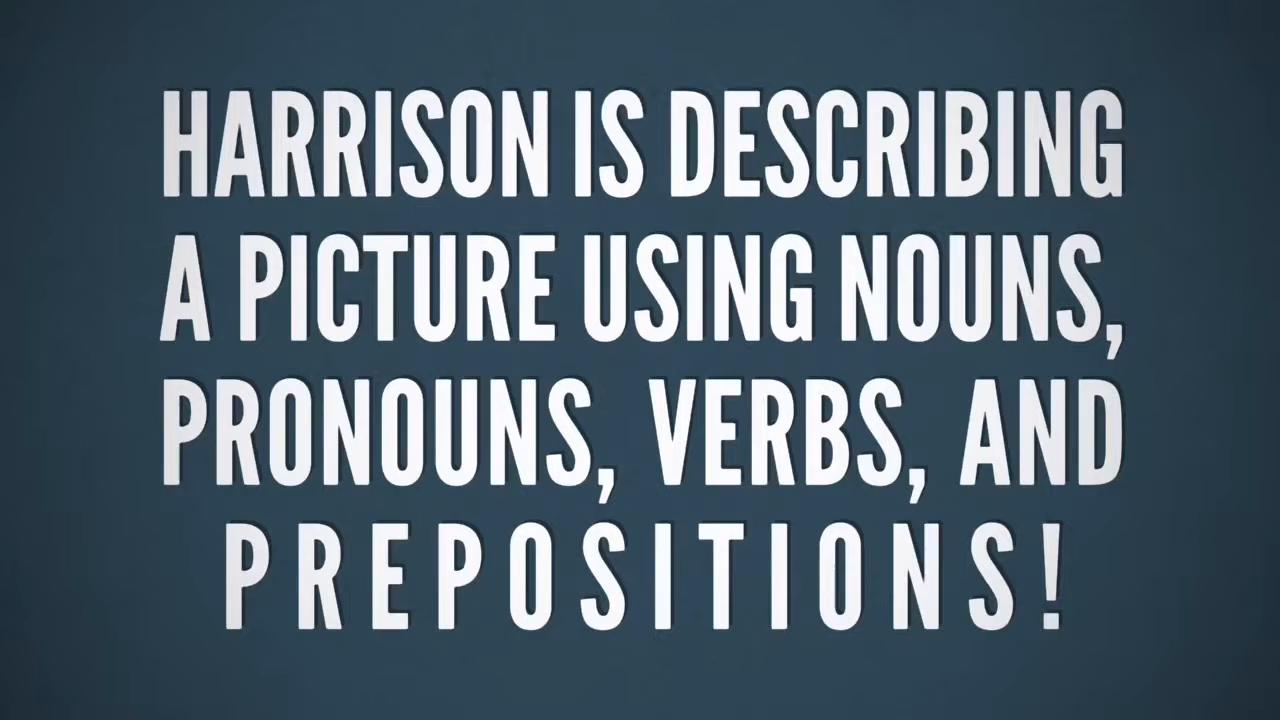 HARRISON IS DESCRIBING
A PICTURE USING NOUNS,
PRONOUNS, VERBS, AND
PREPOSITIONS!